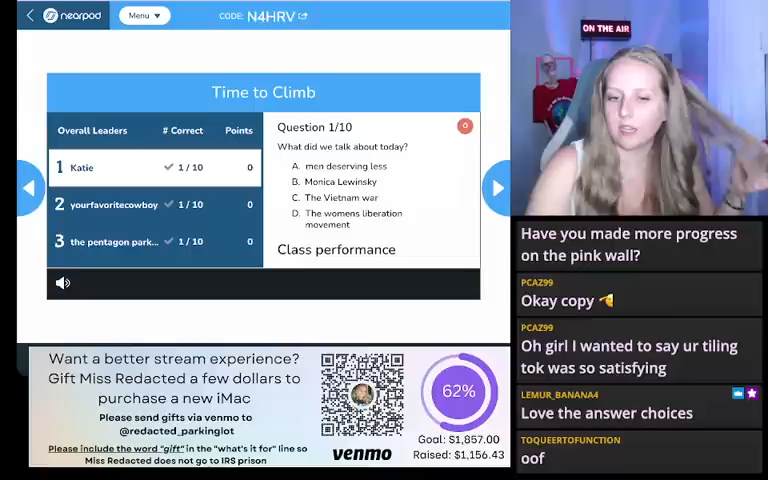 nearpod
Menu ▼
CODE: N4HRV
ON THE AIR
Time to Climb
Overall Leaders # Correct Points
1 Katie ✓ 1 / 10 0
2 yourfavoritecowboy ✓ 1 / 10 0
3 the pentagon park... ✓ 1 / 10 0
Question 1/10
0
What did we talk about today?
A. men deserving less
B. Monica Lewinsky
C. The Vietnam war
D. The womens liberation
movement
Class performance
Want a better stream experience?
Gift Miss Redacted a few dollars to
purchase a new iMac
Please send gifts via venmo to
@redacted_parkinglot
Please include the word "gift" in the "what's it for" line so
Miss Redacted does not go to IRS prison
venmo
62%
Goal: $1,857.00
Raised: $1,156.43
Have you made more progress
on the pink wall?
PCAZ99
Okay copy 🫡
PCAZ99
Oh girl I wanted to say ur tiling
tok was so satisfying
LEMUR_BANANA4
Love the answer choices
TOQUEERTOFUNCTION
oof